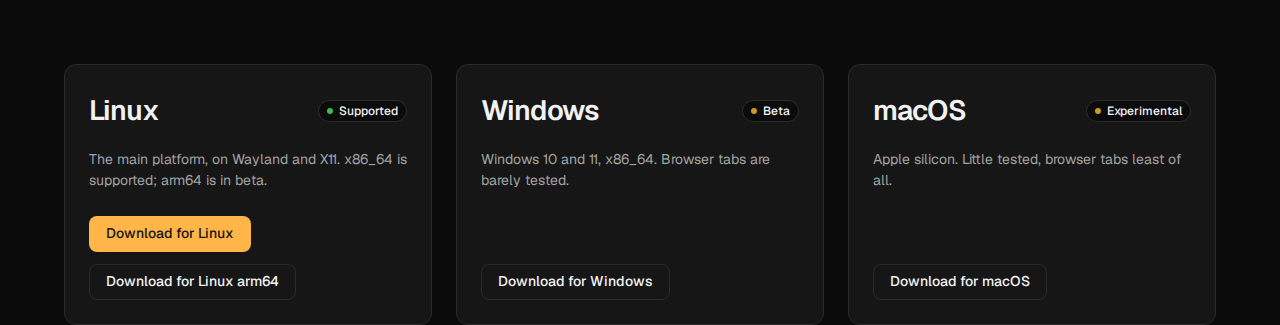 Linux
Supported
The main platform, on Wayland and X11. x86_64 is
supported; arm64 is in beta.
Download for Linux
Download for Linux arm64
Windows
Beta
Windows 10 and 11, x86_64. Browser tabs are
barely tested.
Download for Windows
macOS
Experimental
Apple silicon. Little tested, browser tabs least of
all.
Download for macOS